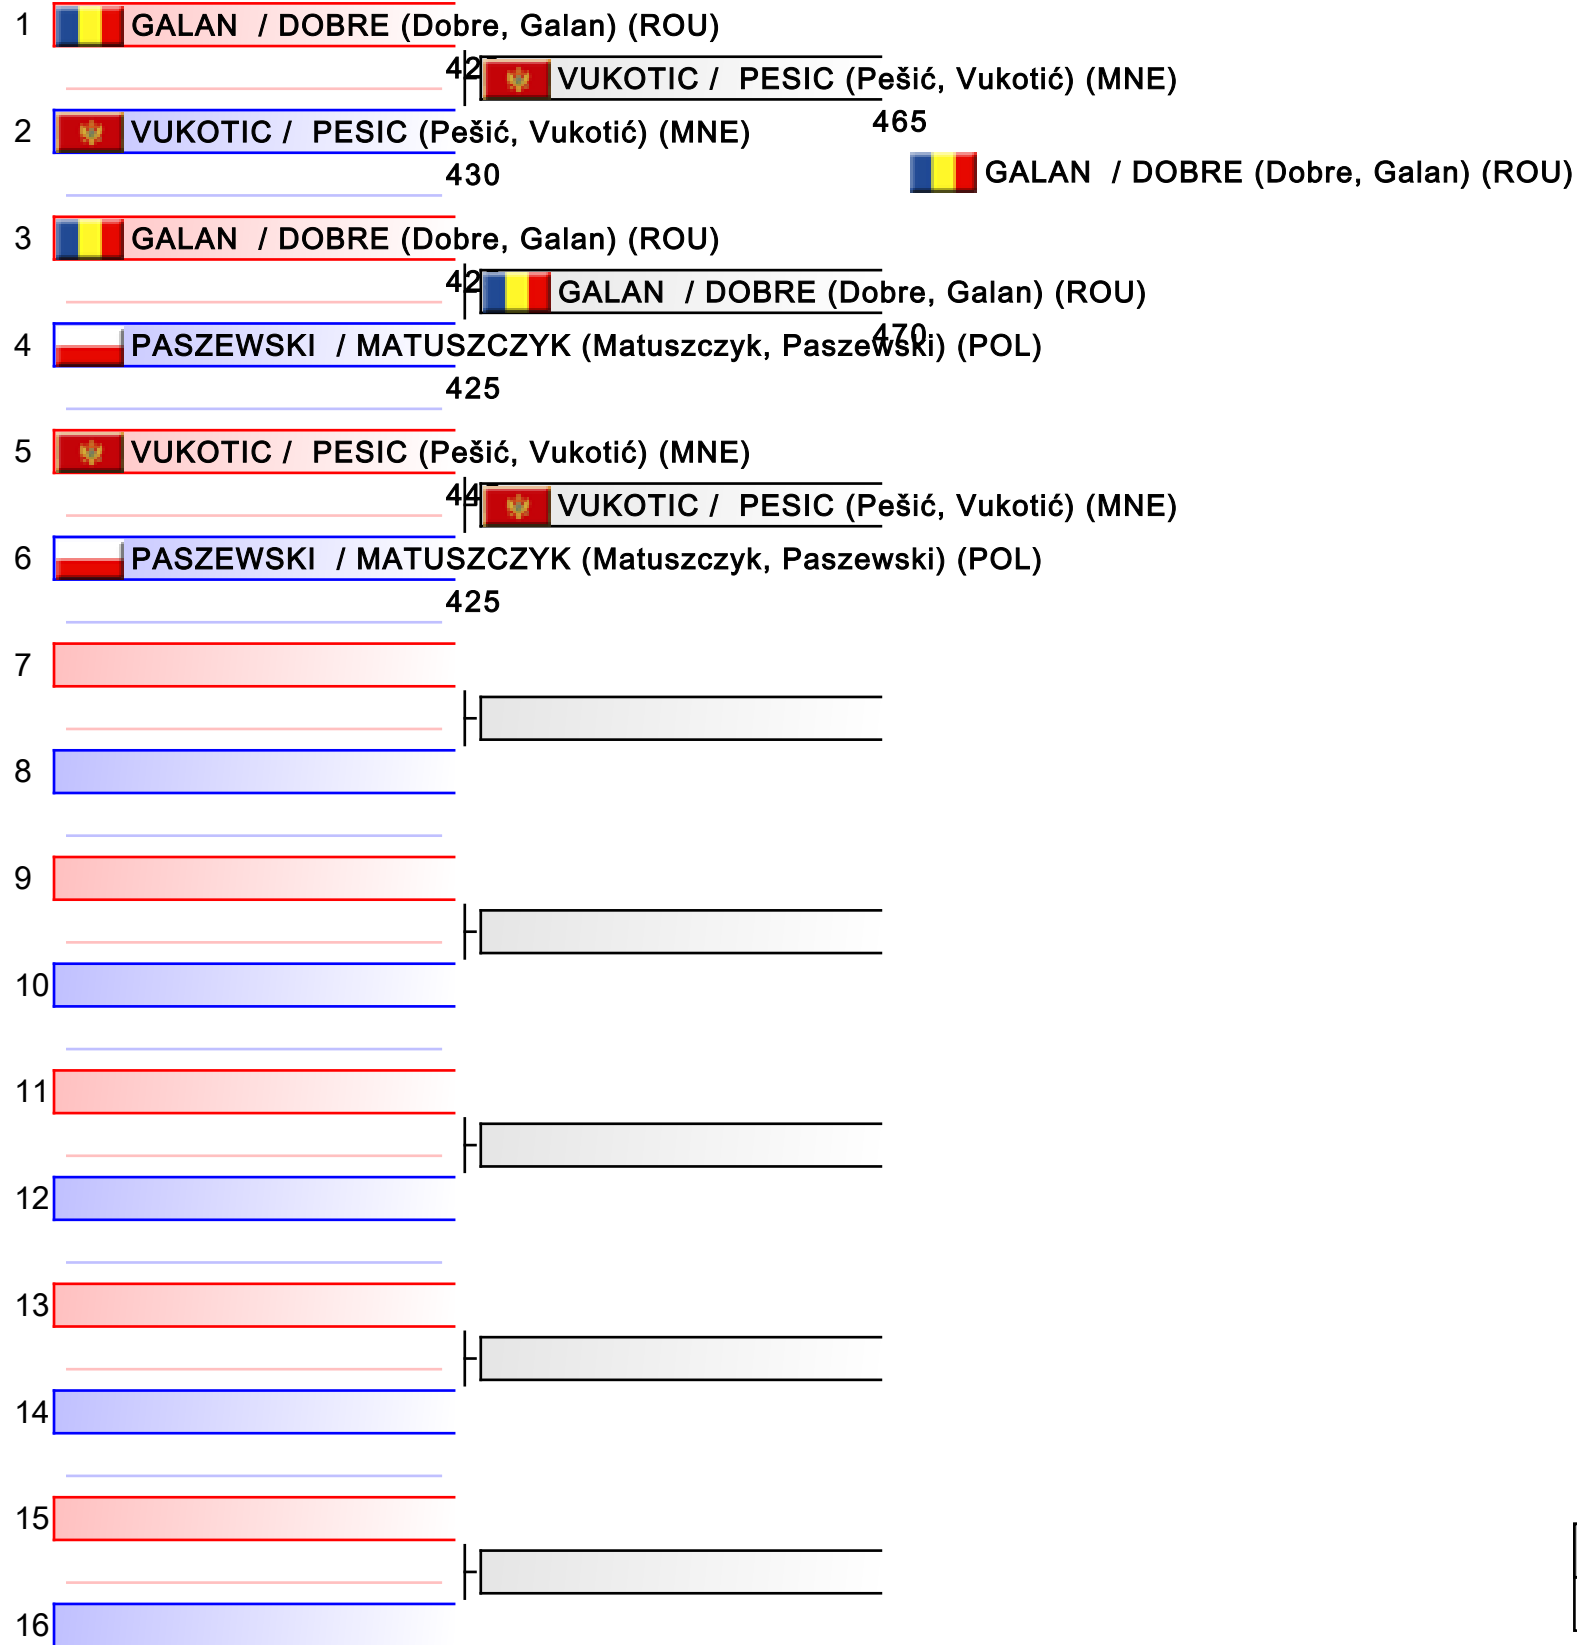 1 GALAN / DOBRE (Dobre, Galan) (ROU)
VUKOTIC / PESIC (Pešić, Vukotić) (MNE)
465
2 VUKOTIC / PESIC (Pešić, Vukotić) (MNE)
430
GALAN / DOBRE (Dobre, Galan) (ROU)
3 GALAN / DOBRE (Dobre, Galan) (ROU)
GALAN / DOBRE (Dobre, Galan) (ROU)
470
4 PASZEWSKI / MATUSZCZYK (Matuszczyk, Paszewski) (POL)
425
5 VUKOTIC / PESIC (Pešić, Vukotić) (MNE)
VUKOTIC / PESIC (Pešić, Vukotić) (MNE)
6 PASZEWSKI / MATUSZCZYK (Matuszczyk, Paszewski) (POL)
425
7
8
9
10
11
12
13
14
15
16